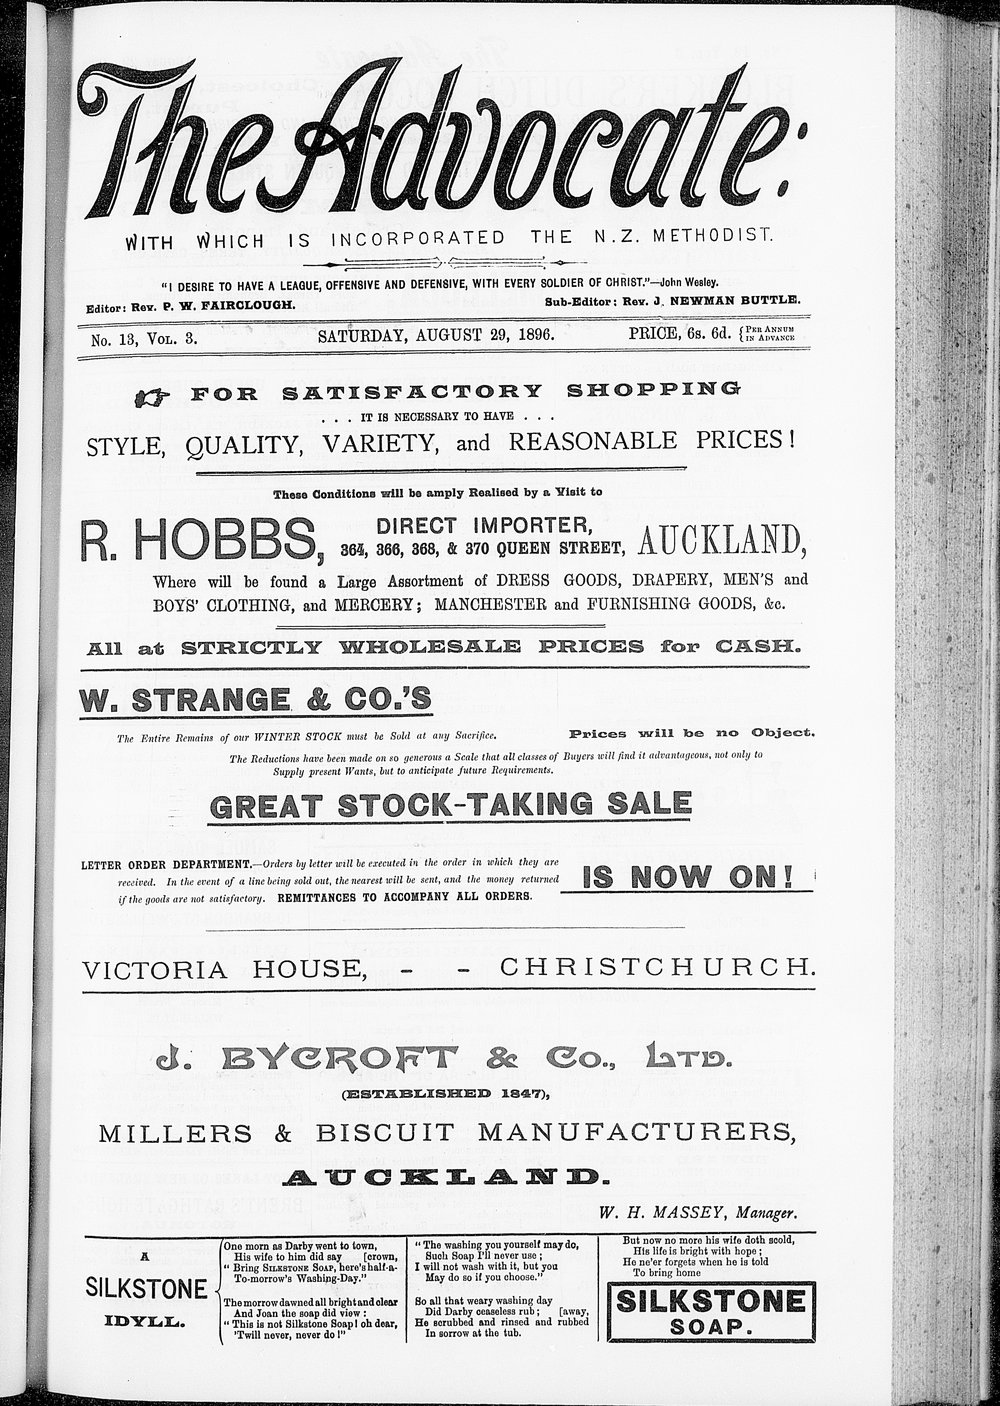 The Advocate:
WITH WHICH IS INCORPORATED THE N.Z. METHODIST.
"I DESIRE TO HAVE A LEAGUE, OFFENSIVE AND DEFENSIVE, WITH EVERY SOLDIER OF CHRIST."—John Wesley.
Editor: Rev. P. W. FAIRCLOUGH. Sub-Editor: Rev. J. NEWMAN BUTTLE.
No. 13, VOL. 3. SATURDAY, AUGUST 29, 1896. PRICE, 6s. 6d. { PER ANNUM IN ADVANCE
FOR SATISFACTORY SHOPPING
. . . IT IS NECESSARY TO HAVE . . .
STYLE, QUALITY, VARIETY, and REASONABLE PRICES!
These Conditions will be amply Realised by a Visit to
R. HOBBS, DIRECT IMPORTER, 364, 366, 368, & 370 QUEEN STREET, AUCKLAND,
Where will be found a Large Assortment of DRESS GOODS, DRAPERY, MEN'S and
BOYS' CLOTHING, and MERCERY; MANCHESTER and FURNISHING GOODS, &c.
All at STRICTLY WHOLESALE PRICES for CASH.
W. STRANGE & CO.'S
The Entire Remains of our WINTER STOCK must be Sold at any Sacrifice. Prices will be no Object.
The Reductions have been made on so generous a Scale that all classes of Buyers will find it advantageous, not only to
Supply present Wants, but to anticipate future Requirements.
GREAT STOCK-TAKING SALE
LETTER ORDER DEPARTMENT.—Orders by letter will be executed in the order in which they are
received. In the event of a line being sold out, the nearest will be sent, and the money returned
if the goods are not satisfactory. REMITTANCES TO ACCOMPANY ALL ORDERS.
IS NOW ON!
VICTORIA HOUSE, - - CHRISTCHURCH.
J. BYCROFT & Co., LTD.
(ESTABLISHED 1847),
MILLERS & BISCUIT MANUFACTURERS,
AUCKLAND.
W. H. MASSEY, Manager.
A
SILKSTONE
IDYLL.
One morn as Darby went to town,
His wife to him did say [crown,
"Bring SILKSTONE SOAP, here's half-a-
To-morrow's Washing-Day."
The morrow dawned all bright and clear
And Joan the soap did view:
"This is not Silkstone Soap! oh dear,
'Twill never, never do!"
"The washing you yourself may do,
Such Soap I'll never use;
I will not wash with it, but you
May do so if you choose."
So all that weary washing day
Did Darby ceaseless rub; [away,
He scrubbed and rinsed and rubbed
In sorrow at the tub.
But now no more his wife doth scold,
His life is bright with hope;
He ne'er forgets when he is told
To bring home
SILKSTONE
SOAP.